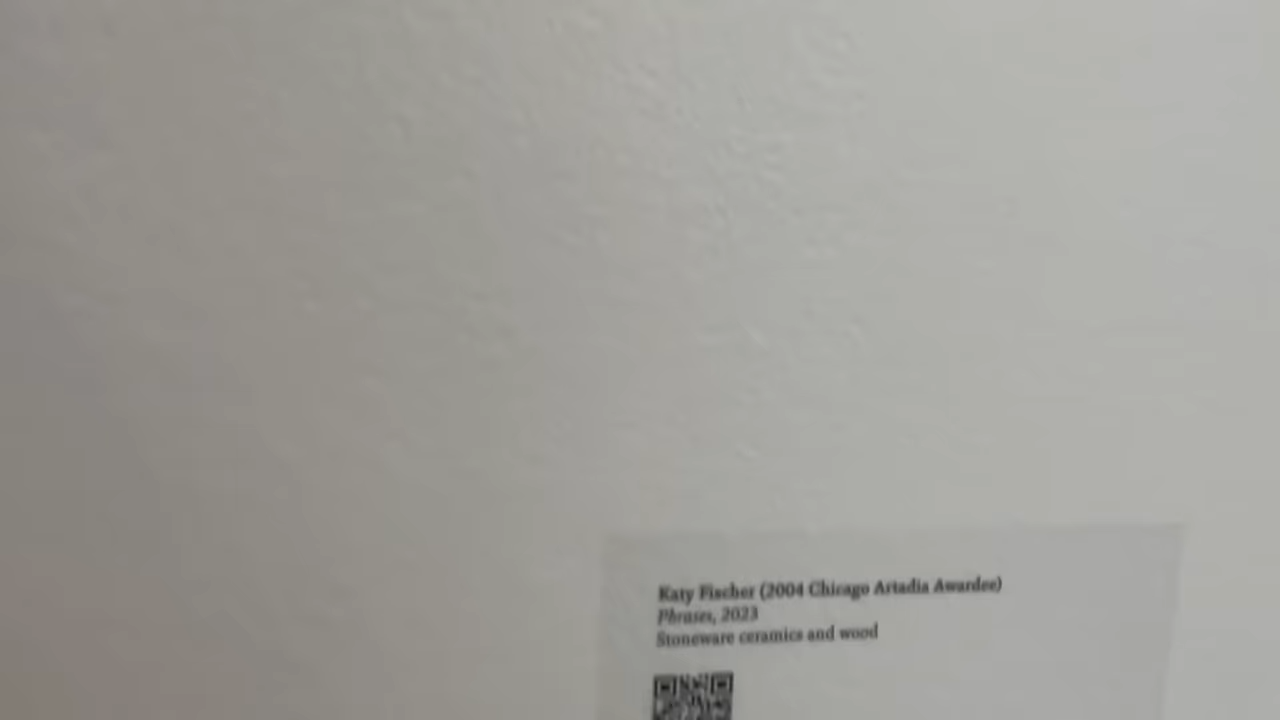 Katy Fischer (2004 Chicago Artadia Awardee)
Phrases, 2023
Stoneware ceramics and wood